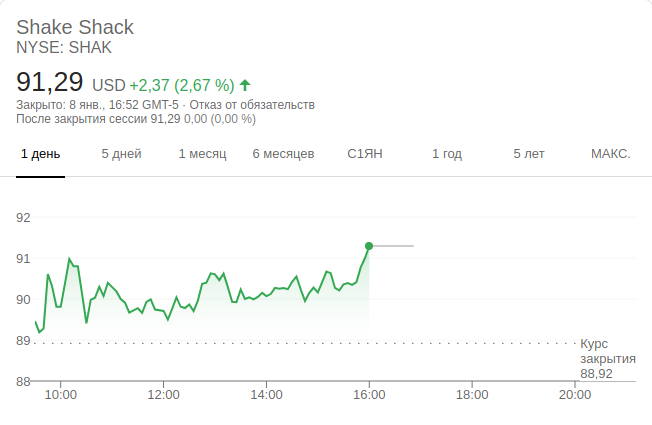 Shake Shack
NYSE: SHAK
91,29 USD +2,37 (2,67 %)
Закрыто: 8 янв., 16:52 GMT-5 · Отказ от обязательств
После закрытия сессии 91,29 0,00 (0,00 %)
1 день 5 дней 1 месяц 6 месяцев С1ЯН 1 год 5 лет МАКС.
92
91
90
89
88
Курс
закрытия
88,92
10:00 12:00 14:00 16:00 18:00 20:00